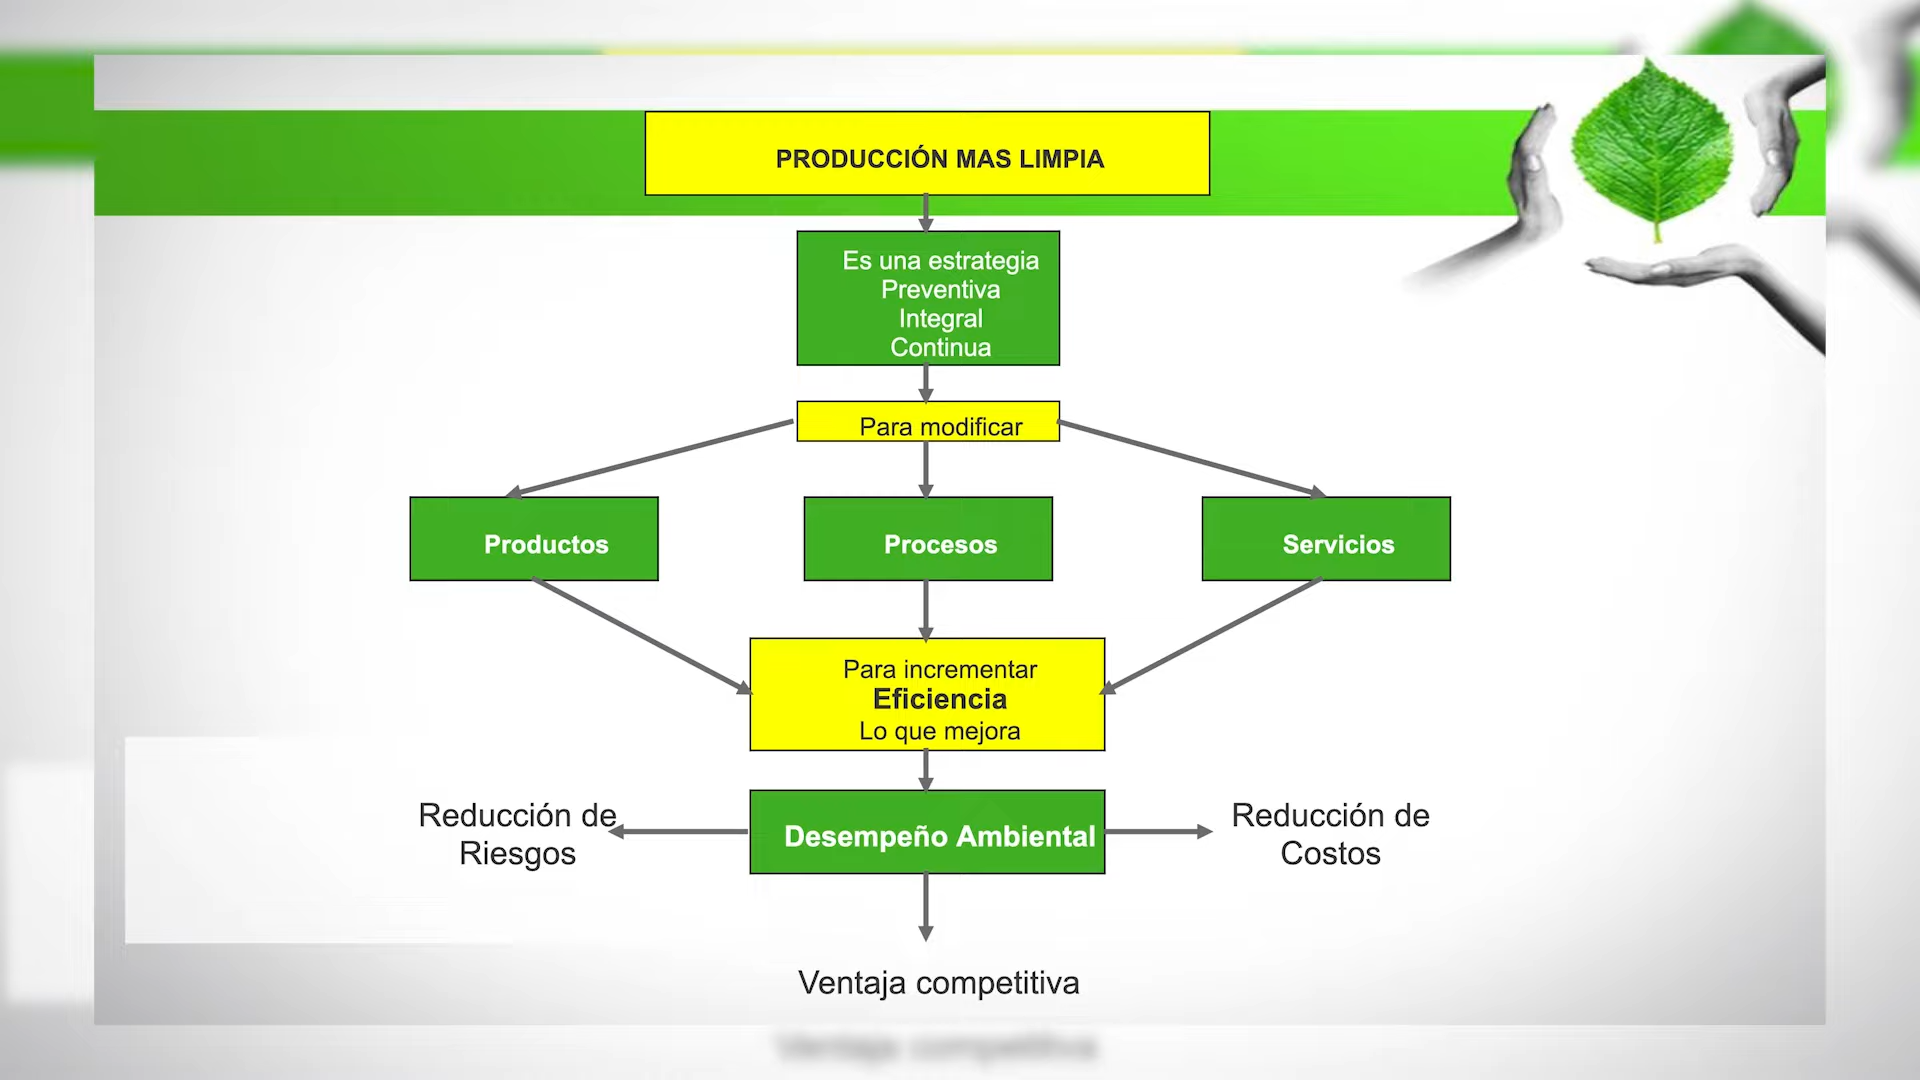 PRODUCCIÓN MAS LIMPIA
Es una estrategia
Preventiva
Integral
Continua
Para modificar
Productos
Procesos
Servicios
Para incrementar
Eficiencia
Lo que mejora
Reducción de
Riesgos
Desempeño Ambiental
Reducción de
Costos
Ventaja competitiva